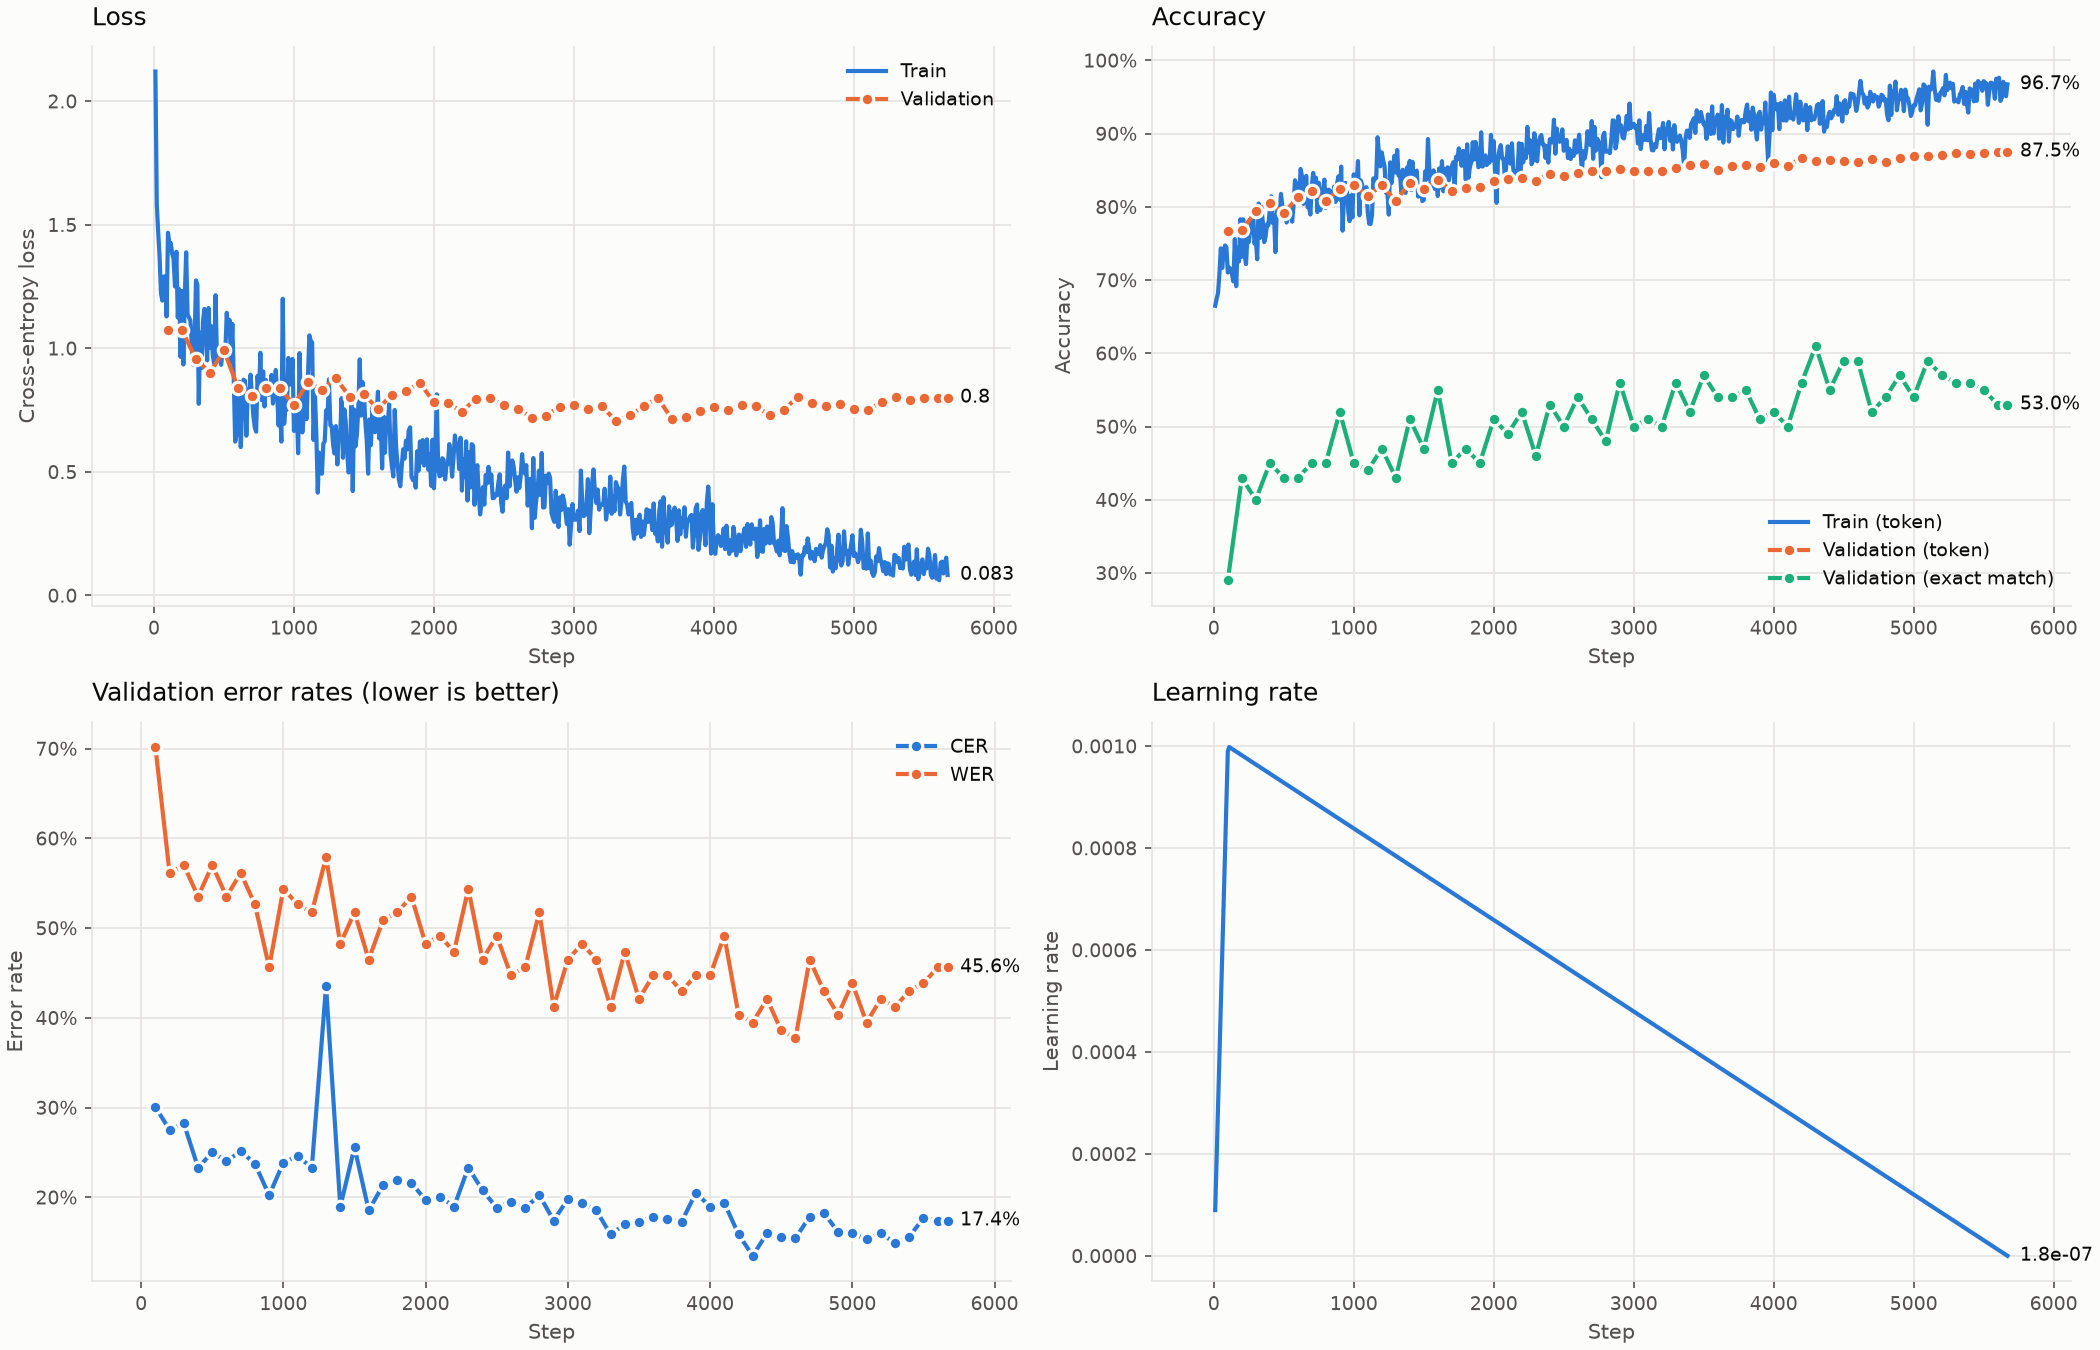 Loss
Train
Validation
2.0
1.5
1.0
0.5
0.0
Cross-entropy loss
0.8
0.083
0 1000 2000 3000 4000 5000 6000
Step
Accuracy
100%
90%
80%
70%
60%
50%
40%
30%
Accuracy
96.7%
87.5%
53.0%
Train (token)
Validation (token)
Validation (exact match)
0 1000 2000 3000 4000 5000 6000
Step
Validation error rates (lower is better)
CER
WER
70%
60%
50%
40%
30%
20%
Error rate
45.6%
17.4%
0 1000 2000 3000 4000 5000 6000
Step
Learning rate
0.0010
0.0008
0.0006
0.0004
0.0002
0.0000
Learning rate
1.8e-07
0 1000 2000 3000 4000 5000 6000
Step